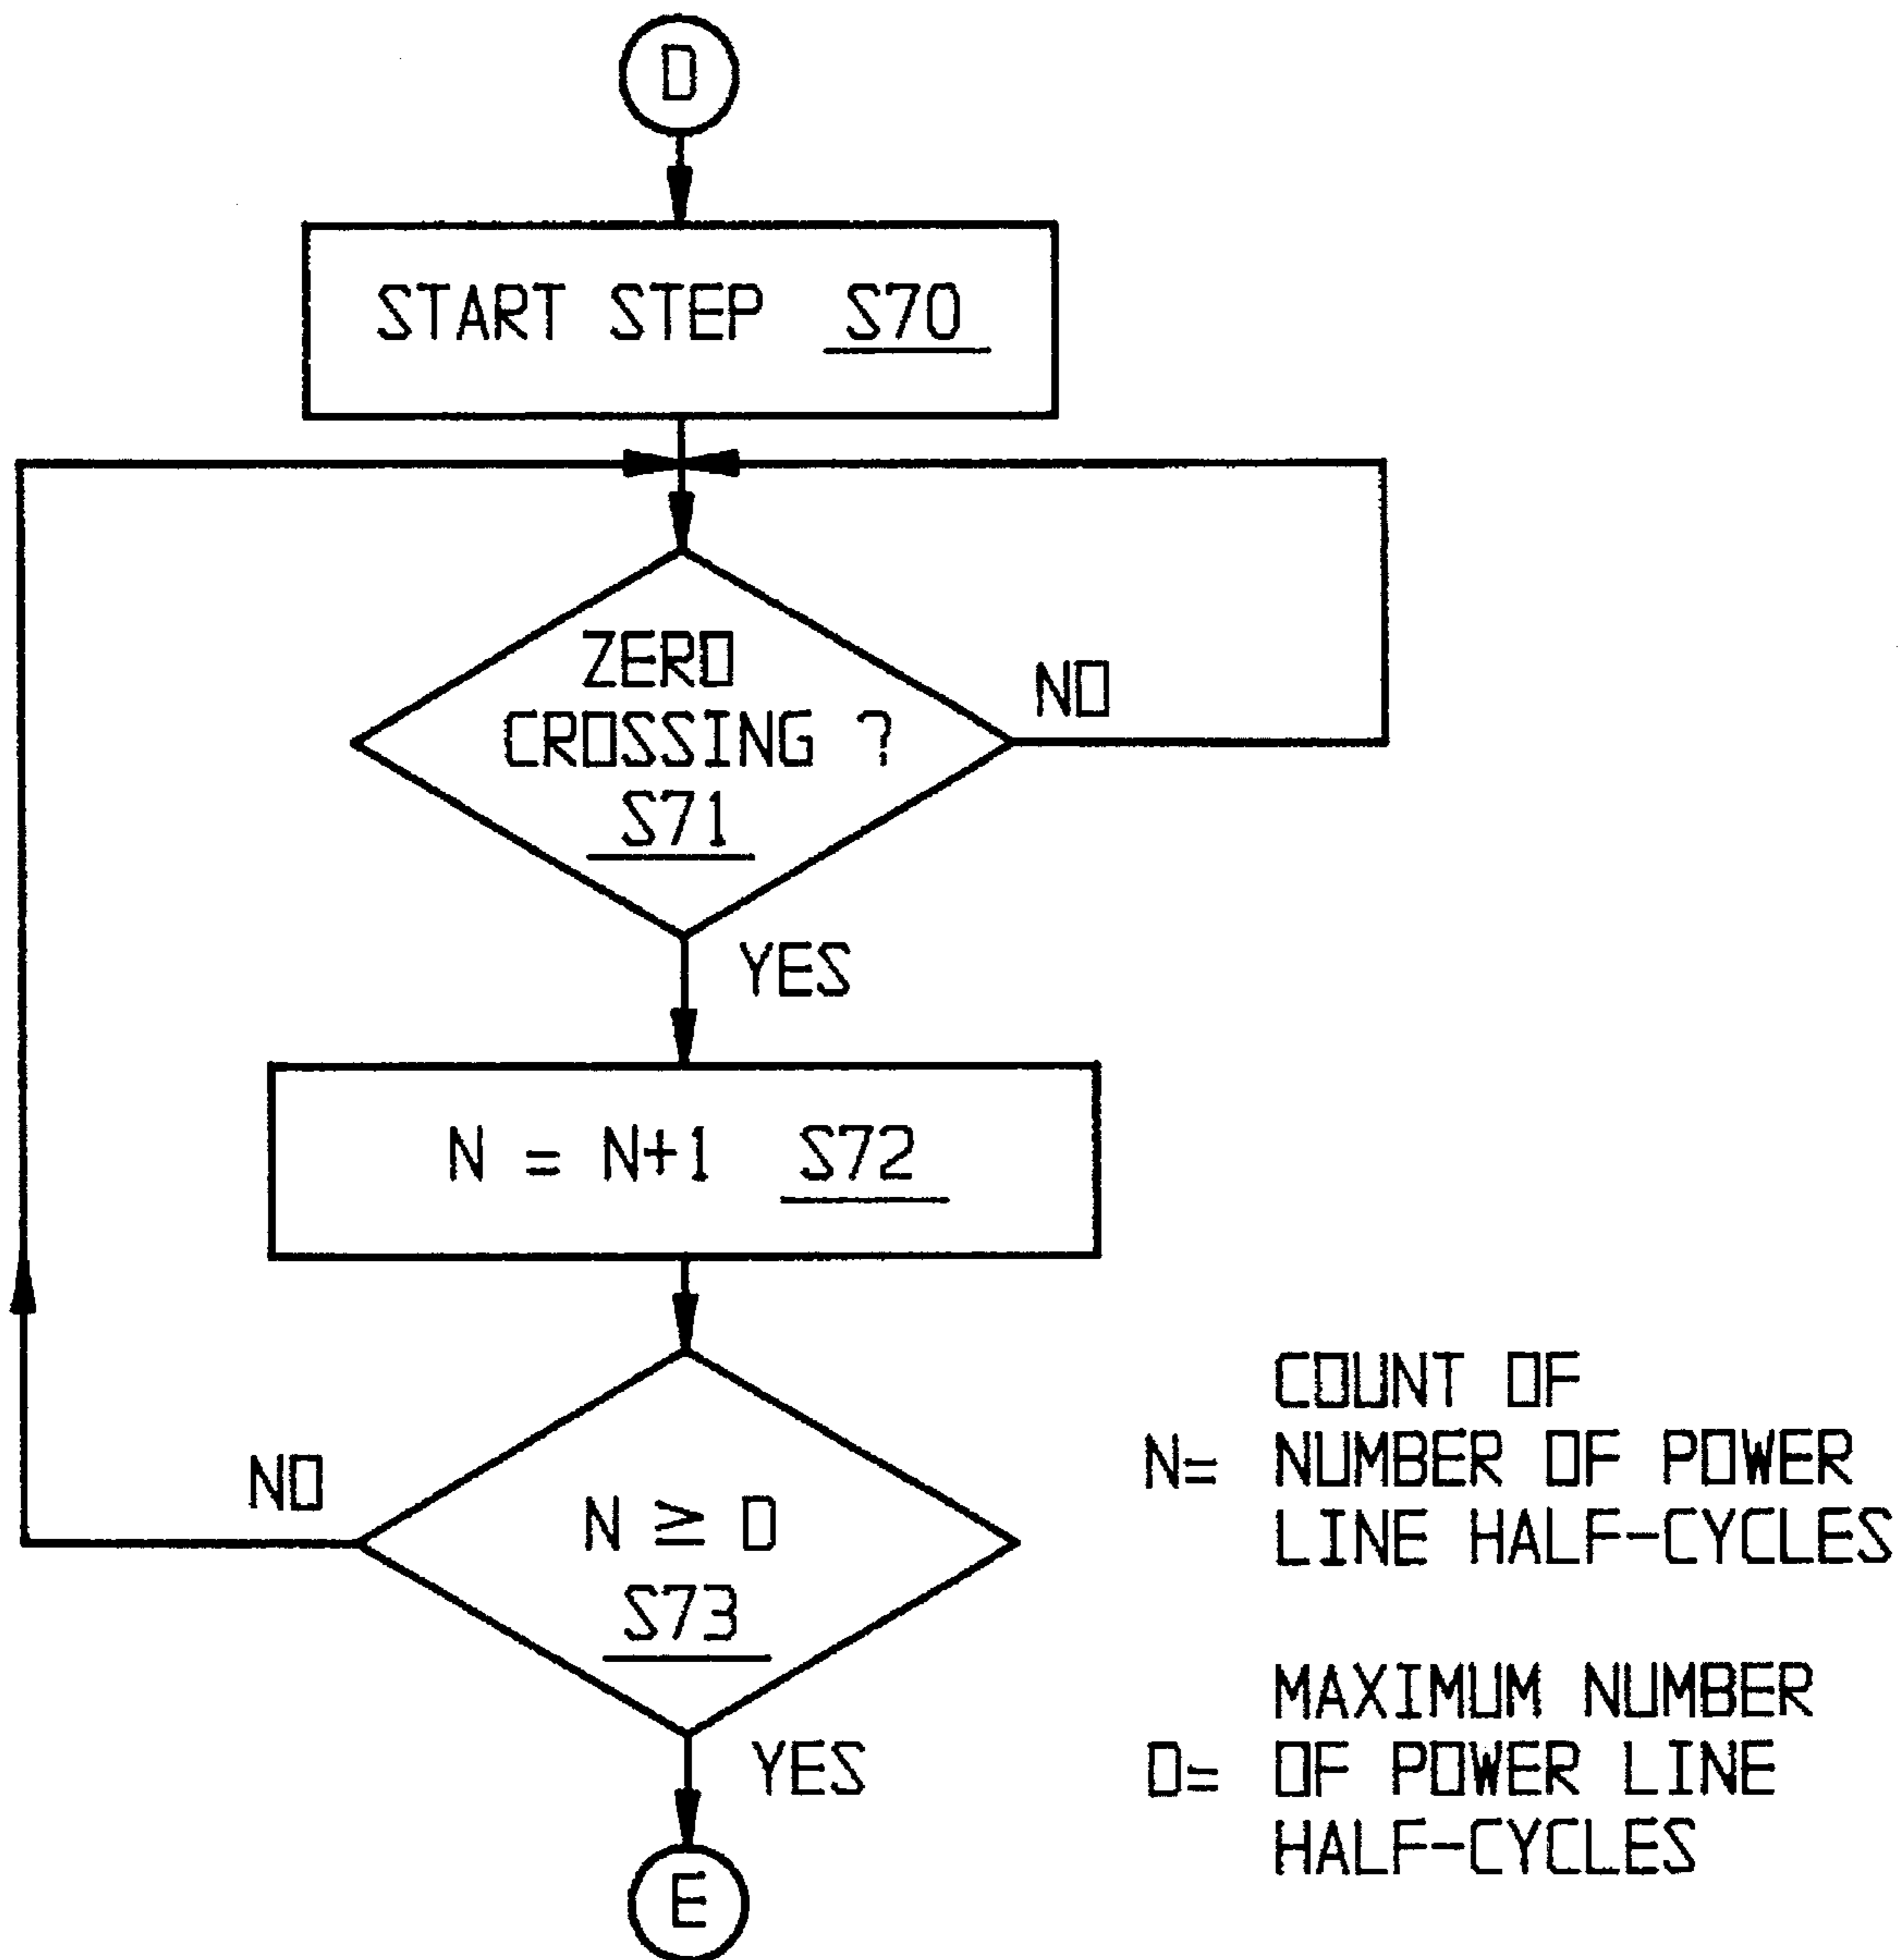 D
START STEP S70
ZERO
CROSSING ?
S71
NO
YES
N = N+1 S72
N ≥ D
S73
NO
YES
E
COUNT OF
N= NUMBER OF POWER
LINE HALF-CYCLES
MAXIMUM NUMBER
D= OF POWER LINE
HALF-CYCLES